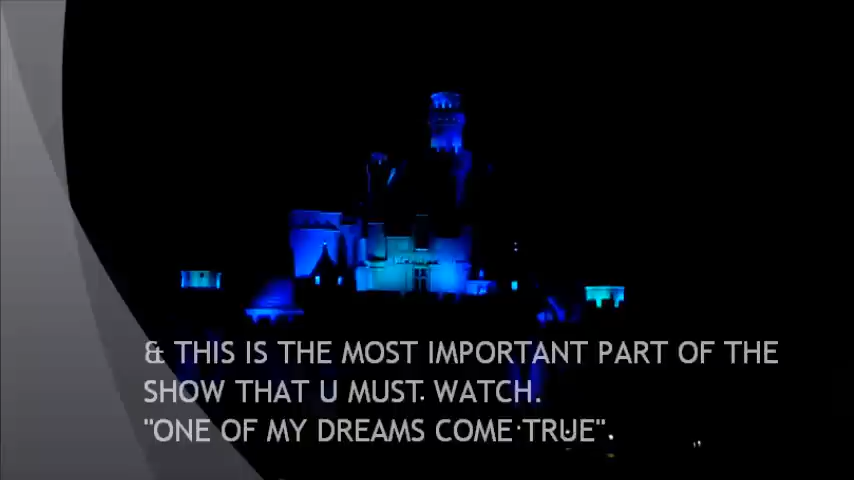 & THIS IS THE MOST IMPORTANT PART OF THE
SHOW THAT U MUST WATCH.
"ONE OF MY DREAMS COME TRUE".